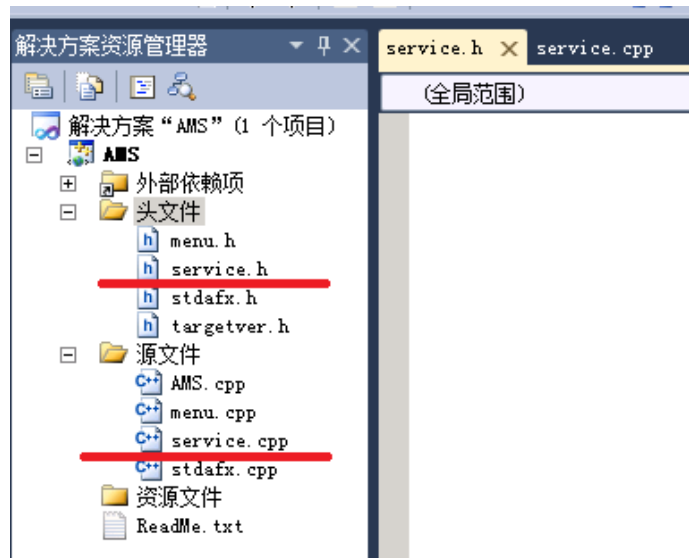 解决方案资源管理器
service.h
service.cpp
(全局范围)
解决方案“AMS”(1 个项目)
AMS
外部依赖项
头文件
menu.h
service.h
stdafx.h
targetver.h
源文件
AMS.cpp
menu.cpp
service.cpp
stdafx.cpp
资源文件
ReadMe.txt